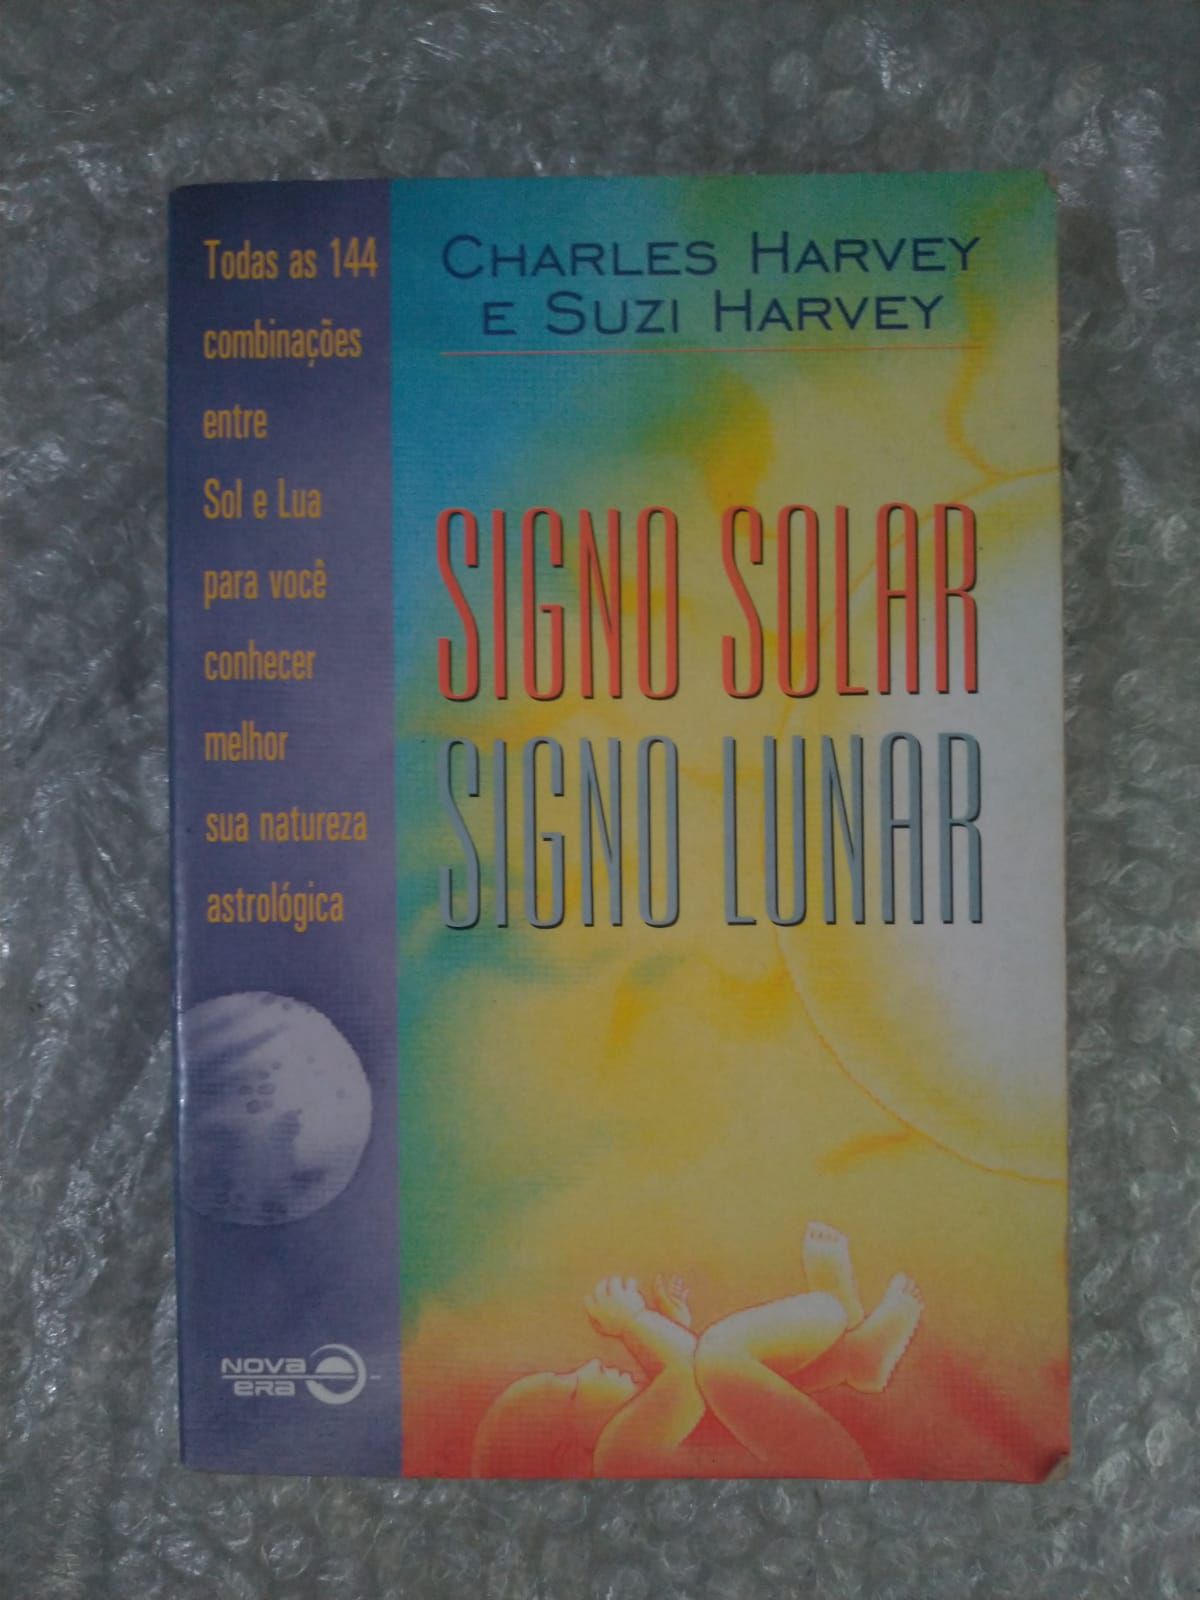 Todas as 144
combinações
entre
Sol e Lua
para você
conhecer
melhor
sua natureza
astrológica
CHARLES HARVEY
E SUZI HARVEY
SIGNO SOLAR
SIGNO LUNAR
NOVA
ERA